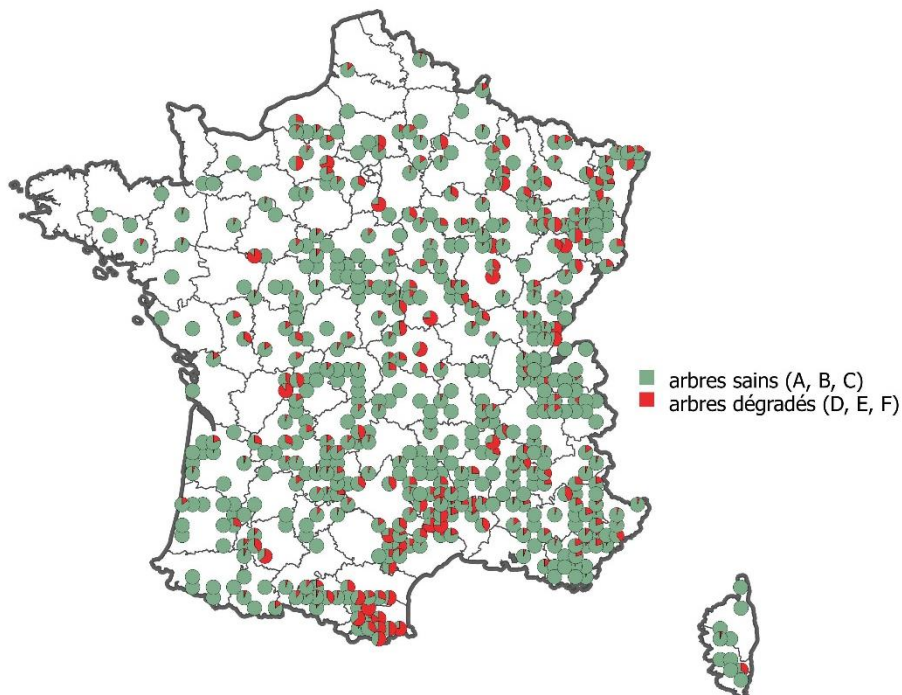 arbres sains (A, B, C)
arbres dégradés (D, E, F)